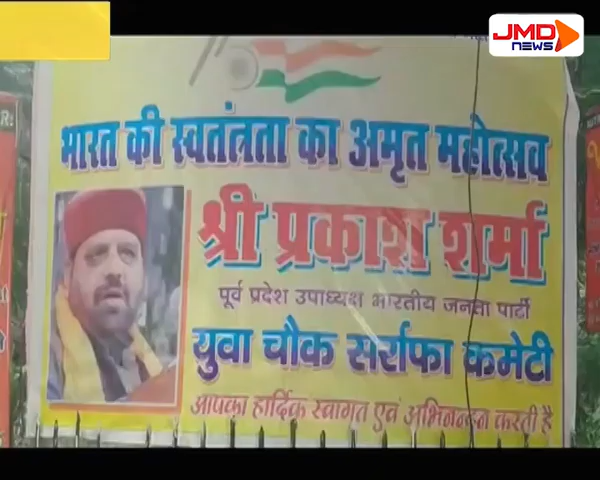 JMD
NEWS
75
भारत की स्वतंत्रता का अमृत महोत्सव
श्री प्रकाश शर्मा
पूर्व प्रदेश उपाध्यक्ष भारतीय जनता पार्टी
युवा चौक सर्राफा कमेटी
आपका हार्दिक स्वागत एवं अभिनन्दन करती है